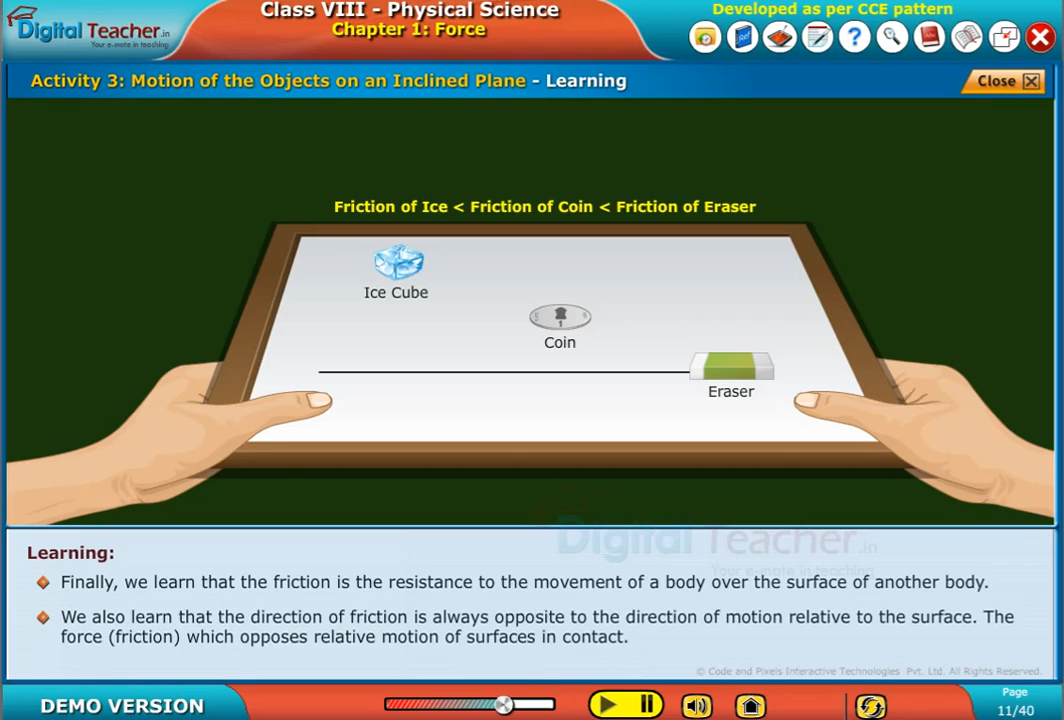 Digital Teacher.in
Your e-mate in teaching
Class VIII - Physical Science
Chapter 1: Force
Developed as per CCE pattern
Activity 3: Motion of the Objects on an Inclined Plane - Learning
Close
Friction of Ice < Friction of Coin < Friction of Eraser
Ice Cube
1
Coin
Eraser
Digital Teacher.in
Your e-mate in teaching
Learning:
Finally, we learn that the friction is the resistance to the movement of a body over the surface of another body.
We also learn that the direction of friction is always opposite to the direction of motion relative to the surface. The
force (friction) which opposes relative motion of surfaces in contact.
© Code and Pixels Interactive Technologies Pvt. Ltd. All Rights Reserved.
DEMO VERSION
Page
11/40